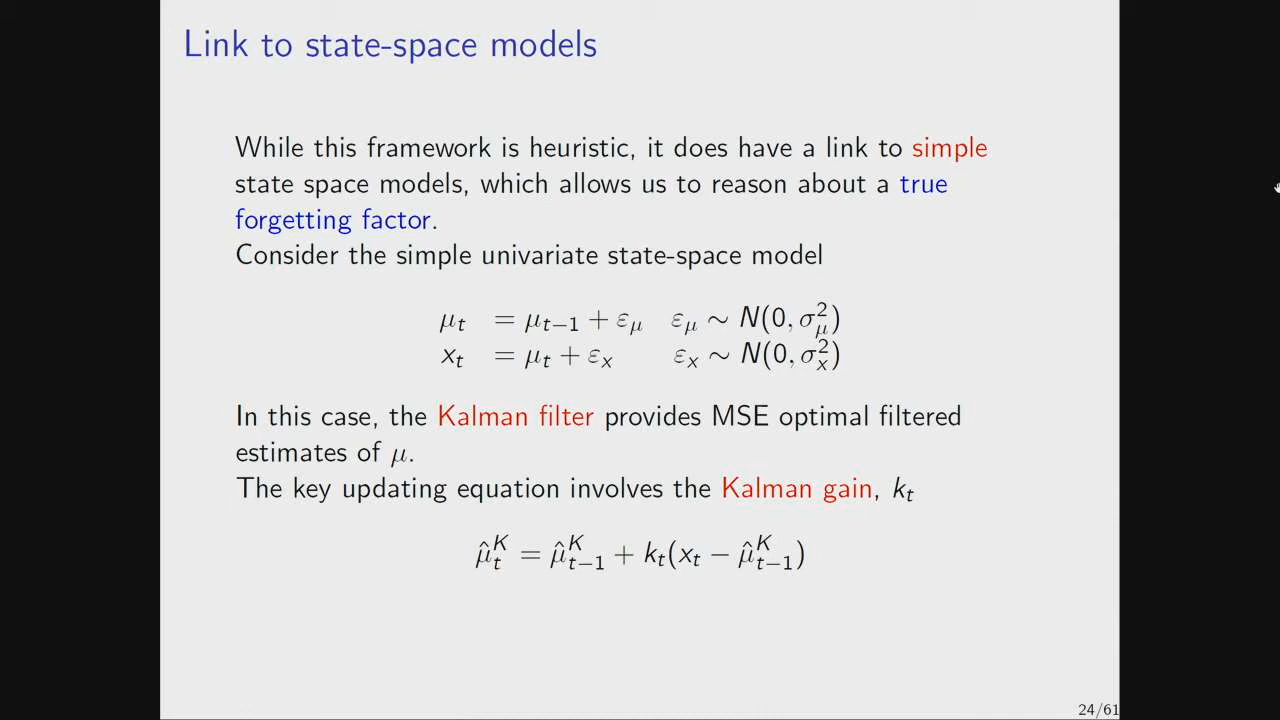 Link to state-space models
While this framework is heuristic, it does have a link to simple
state space models, which allows us to reason about a true
forgetting factor.
Consider the simple univariate state-space model
μ_t = μ_{t−1} + ε_μ   ε_μ ∼ N(0, σ_μ^2)
x_t = μ_t + ε_x   ε_x ∼ N(0, σ_x^2)
In this case, the Kalman filter provides MSE optimal filtered
estimates of μ.
The key updating equation involves the Kalman gain, k_t
μ̂_t^K = μ̂_{t−1}^K + k_t(x_t − μ̂_{t−1}^K)
24/61